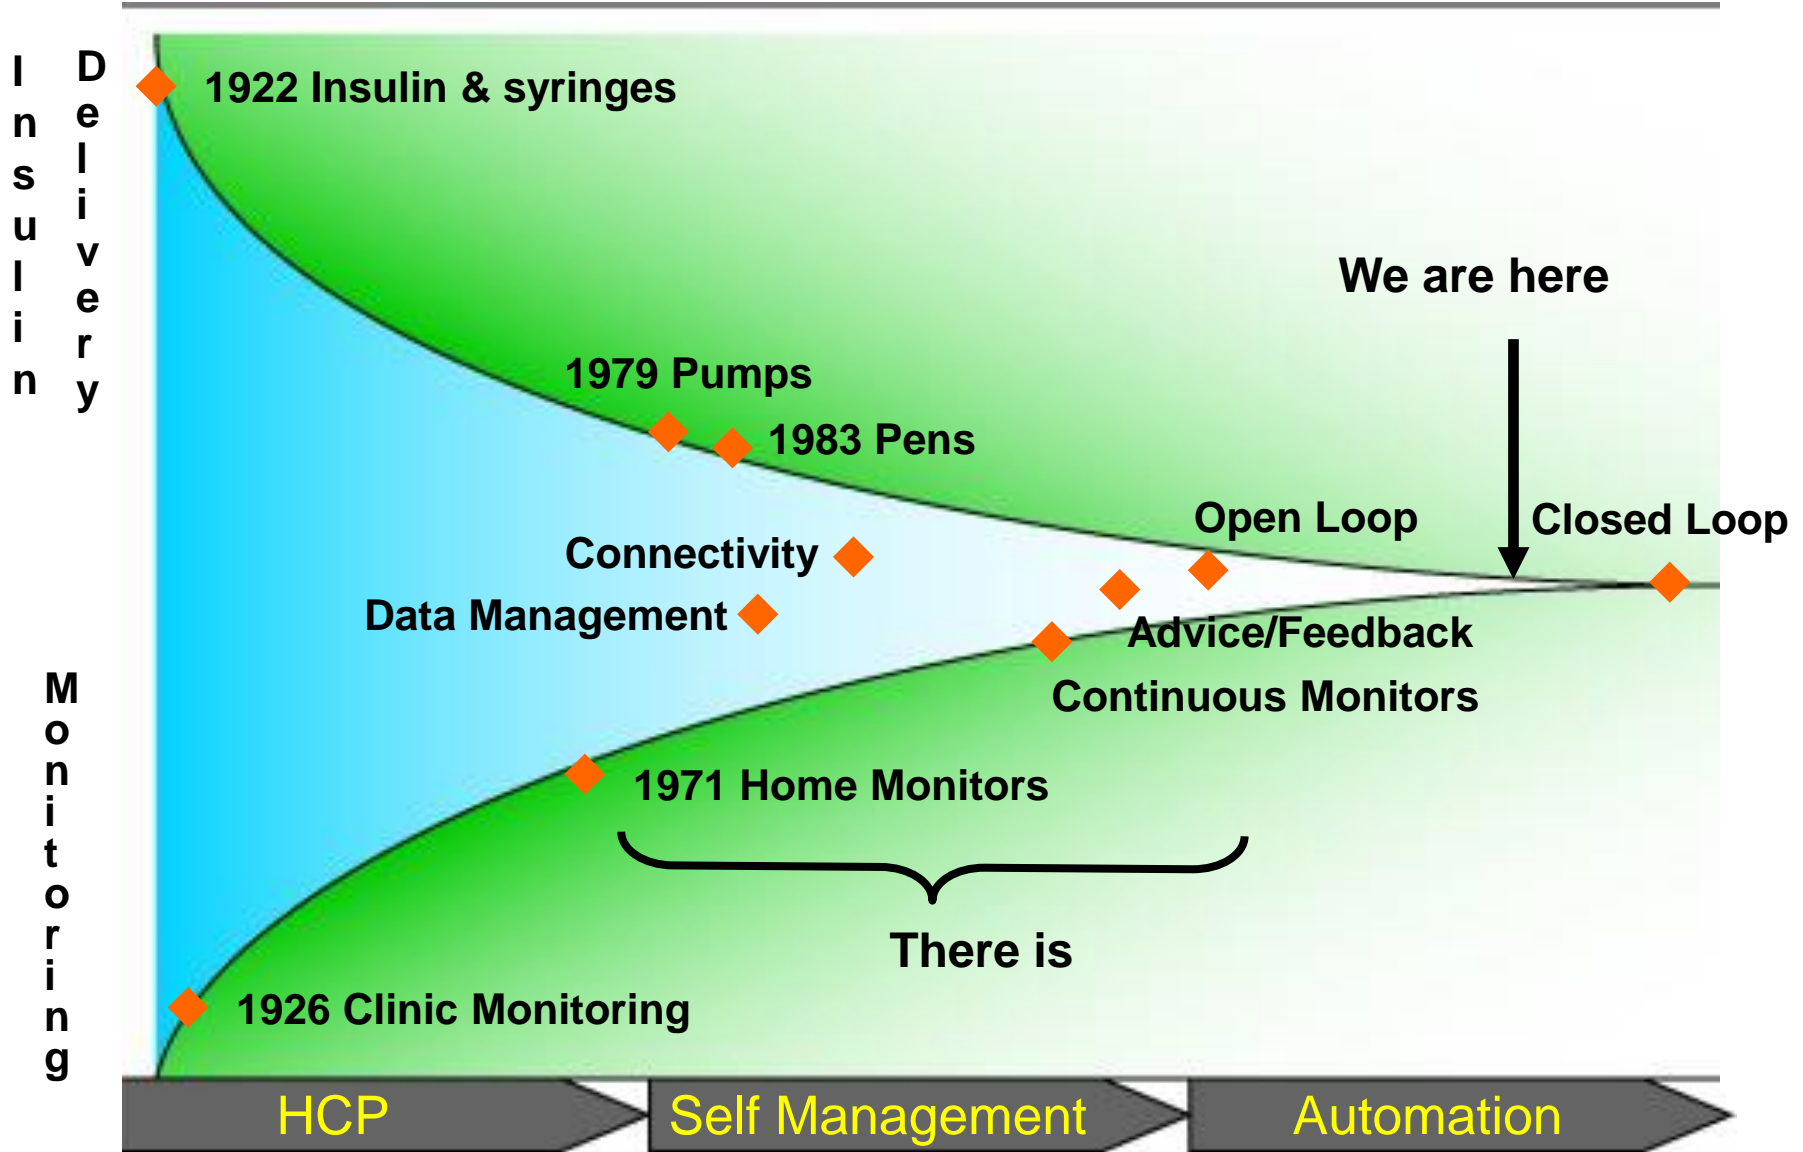 Insulin
Delivery
1922 Insulin & syringes
We are here
1979 Pumps
1983 Pens
Open Loop
Closed Loop
Connectivity
Data Management
Advice/Feedback
Continuous Monitors
Monitoring
1971 Home Monitors
There is
1926 Clinic Monitoring
HCP
Self Management
Automation